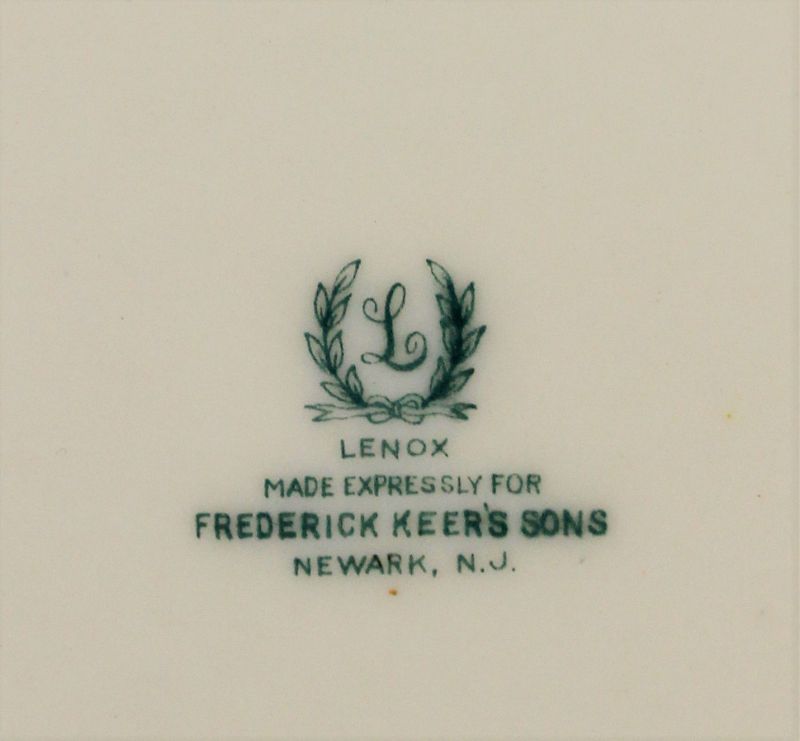 L
LENOX
MADE EXPRESSLY FOR
FREDERICK KEER'S SONS
NEWARK, N.J.